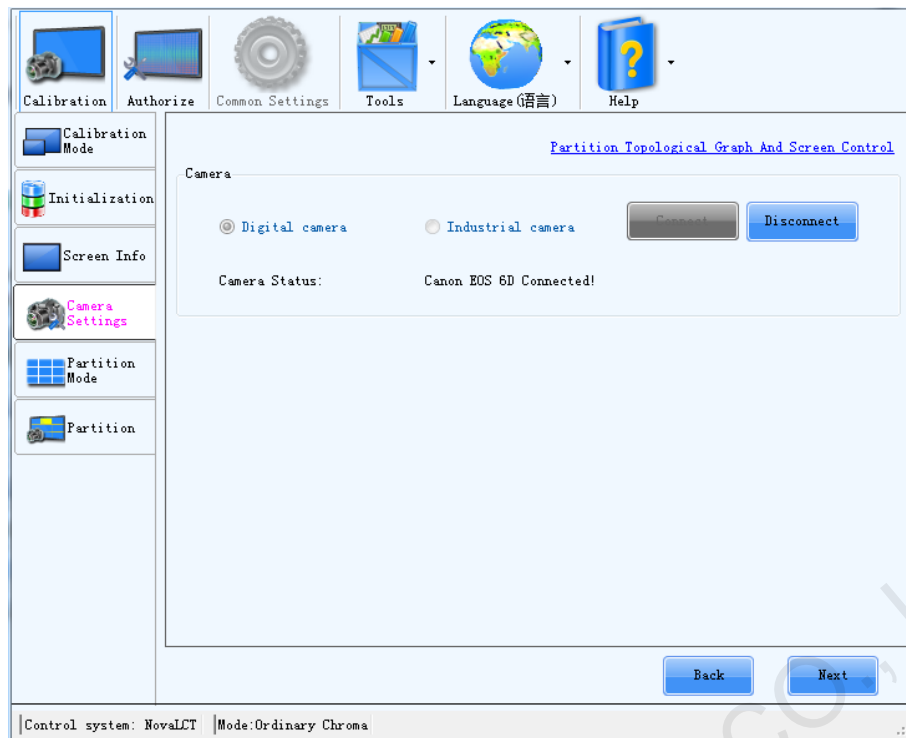 Calibration
Authorize
Common Settings
Tools
Language(语言)
Help
Calibration
Mode
Initialization
Screen Info
Camera
Settings
Partition
Mode
Partition
Partition Topological Graph And Screen Control
Camera
Digital camera
Industrial camera
Connect
Disconnect
Camera Status:
Canon EOS 6D Connected!
Back
Next
Control system: NovaLCT
Mode:Ordinary Chroma
CO.,